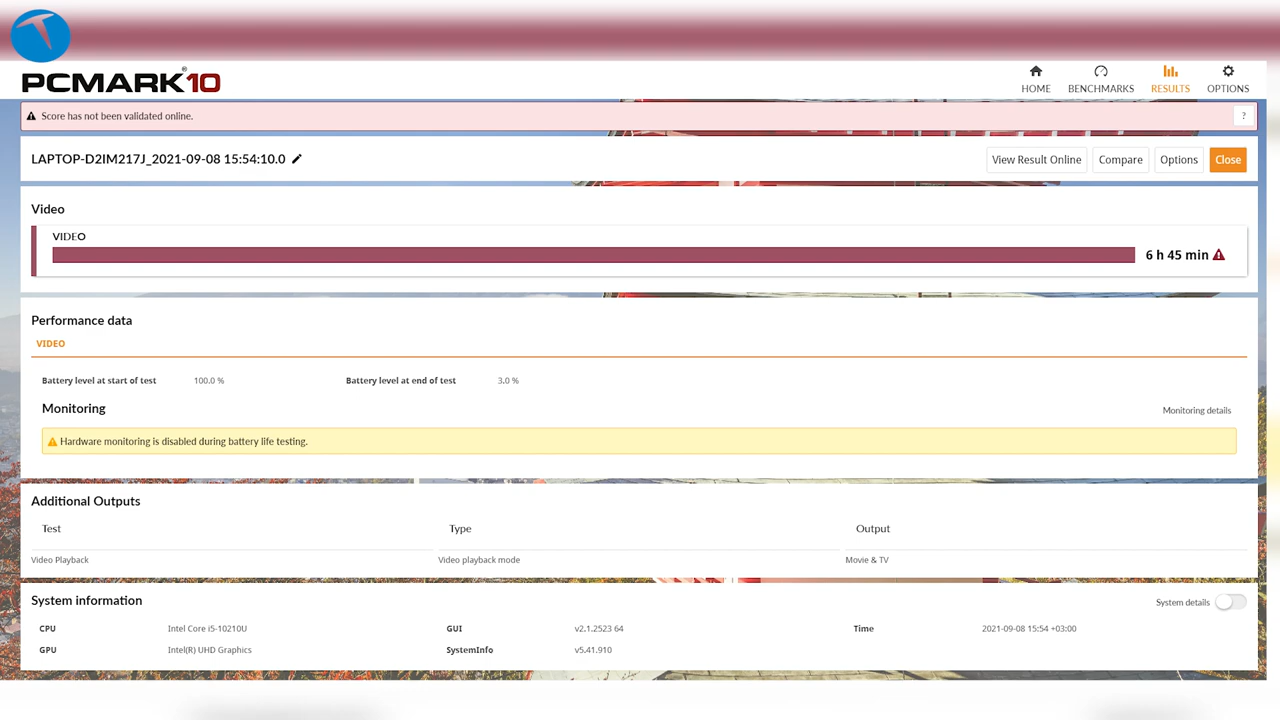 PCMARK®10
HOME BENCHMARKS RESULTS OPTIONS
Score has not been validated online. ?
LAPTOP-D2IM217J_2021-09-08 15:54:10.0 View Result Online Compare Options Close
Video
VIDEO
6 h 45 min
Performance data
VIDEO
Battery level at start of test 100.0 % Battery level at end of test 3.0 %
Monitoring Monitoring details
Hardware monitoring is disabled during battery life testing.
Additional Outputs
Test Type Output
Video Playback Video playback mode Movie & TV
System information System details
CPU Intel Core i5-10210U GUI v2.1.2523 64 Time 2021-09-08 15:54 +03:00
GPU Intel(R) UHD Graphics SystemInfo v5.41.910